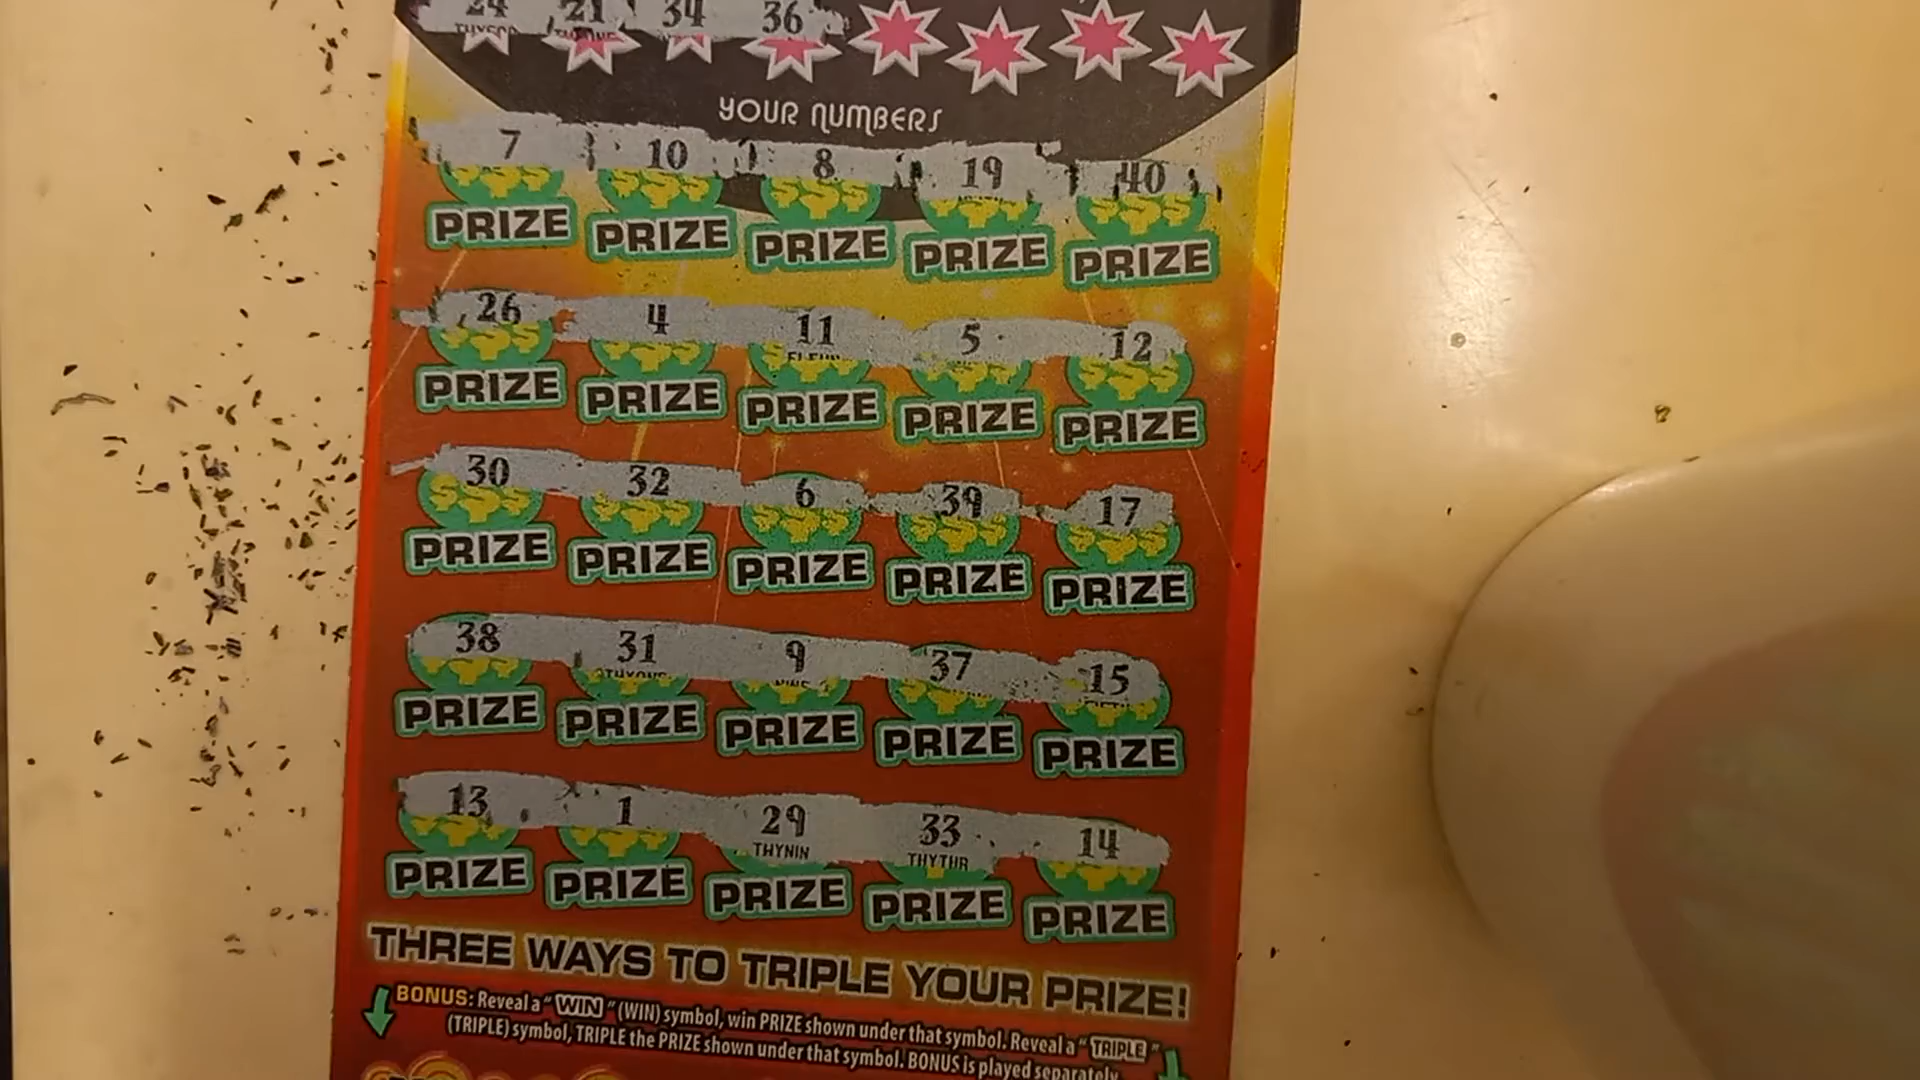 24 21 34 36
YOUR NUMBERS
7 10 8 19 40
PRIZE PRIZE PRIZE PRIZE PRIZE
26 4 11 5 12
PRIZE PRIZE PRIZE PRIZE PRIZE
30 32 6 39 17
PRIZE PRIZE PRIZE PRIZE PRIZE
38 31 9 37 15
THYONE NINE
PRIZE PRIZE PRIZE PRIZE PRIZE
13 1 29 33 14
THYNIN THYTHR
PRIZE PRIZE PRIZE PRIZE PRIZE
THREE WAYS TO TRIPLE YOUR PRIZE!
BONUS: Reveal a "WIN" (WIN) symbol, win PRIZE shown under that symbol. Reveal a "TRIPLE"
(TRIPLE) symbol, TRIPLE the PRIZE shown under that symbol. BONUS is played separately.